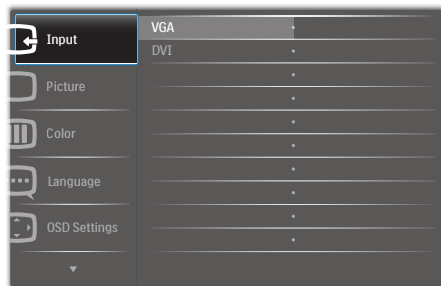 Input
Picture
Color
Language
OSD Settings
VGA
DVI